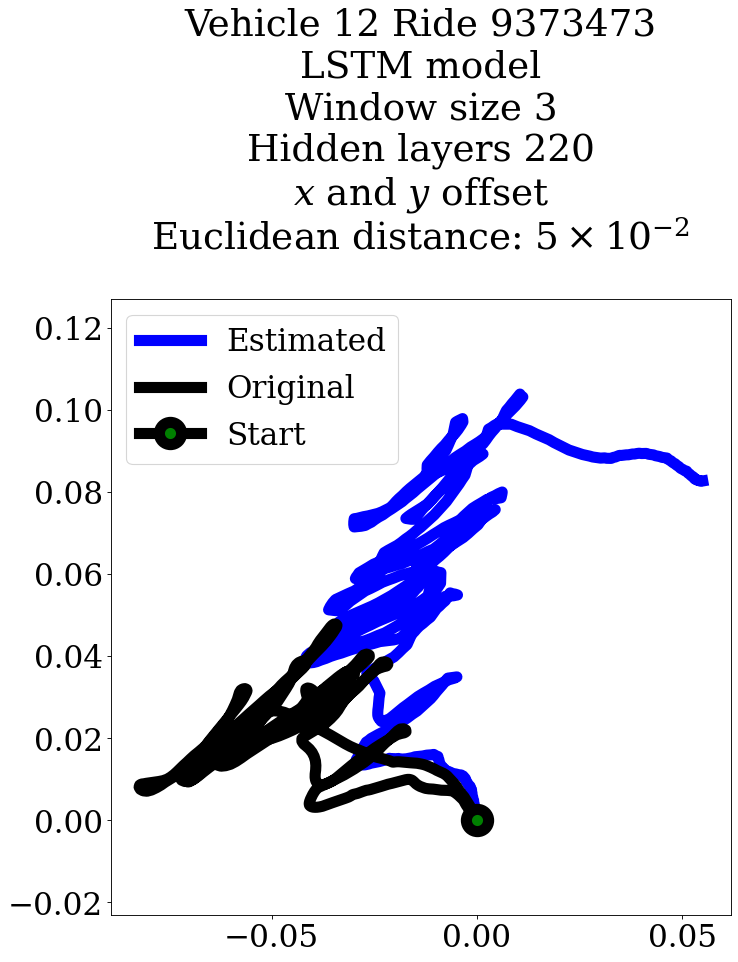 Vehicle 12 Ride 9373473
LSTM model
Window size 3
Hidden layers 220
x and y offset
Euclidean distance: 5 × 10⁻²
Estimated
Original
Start
0.12
0.10
0.08
0.06
0.04
0.02
0.00
−0.02
−0.05 0.00 0.05